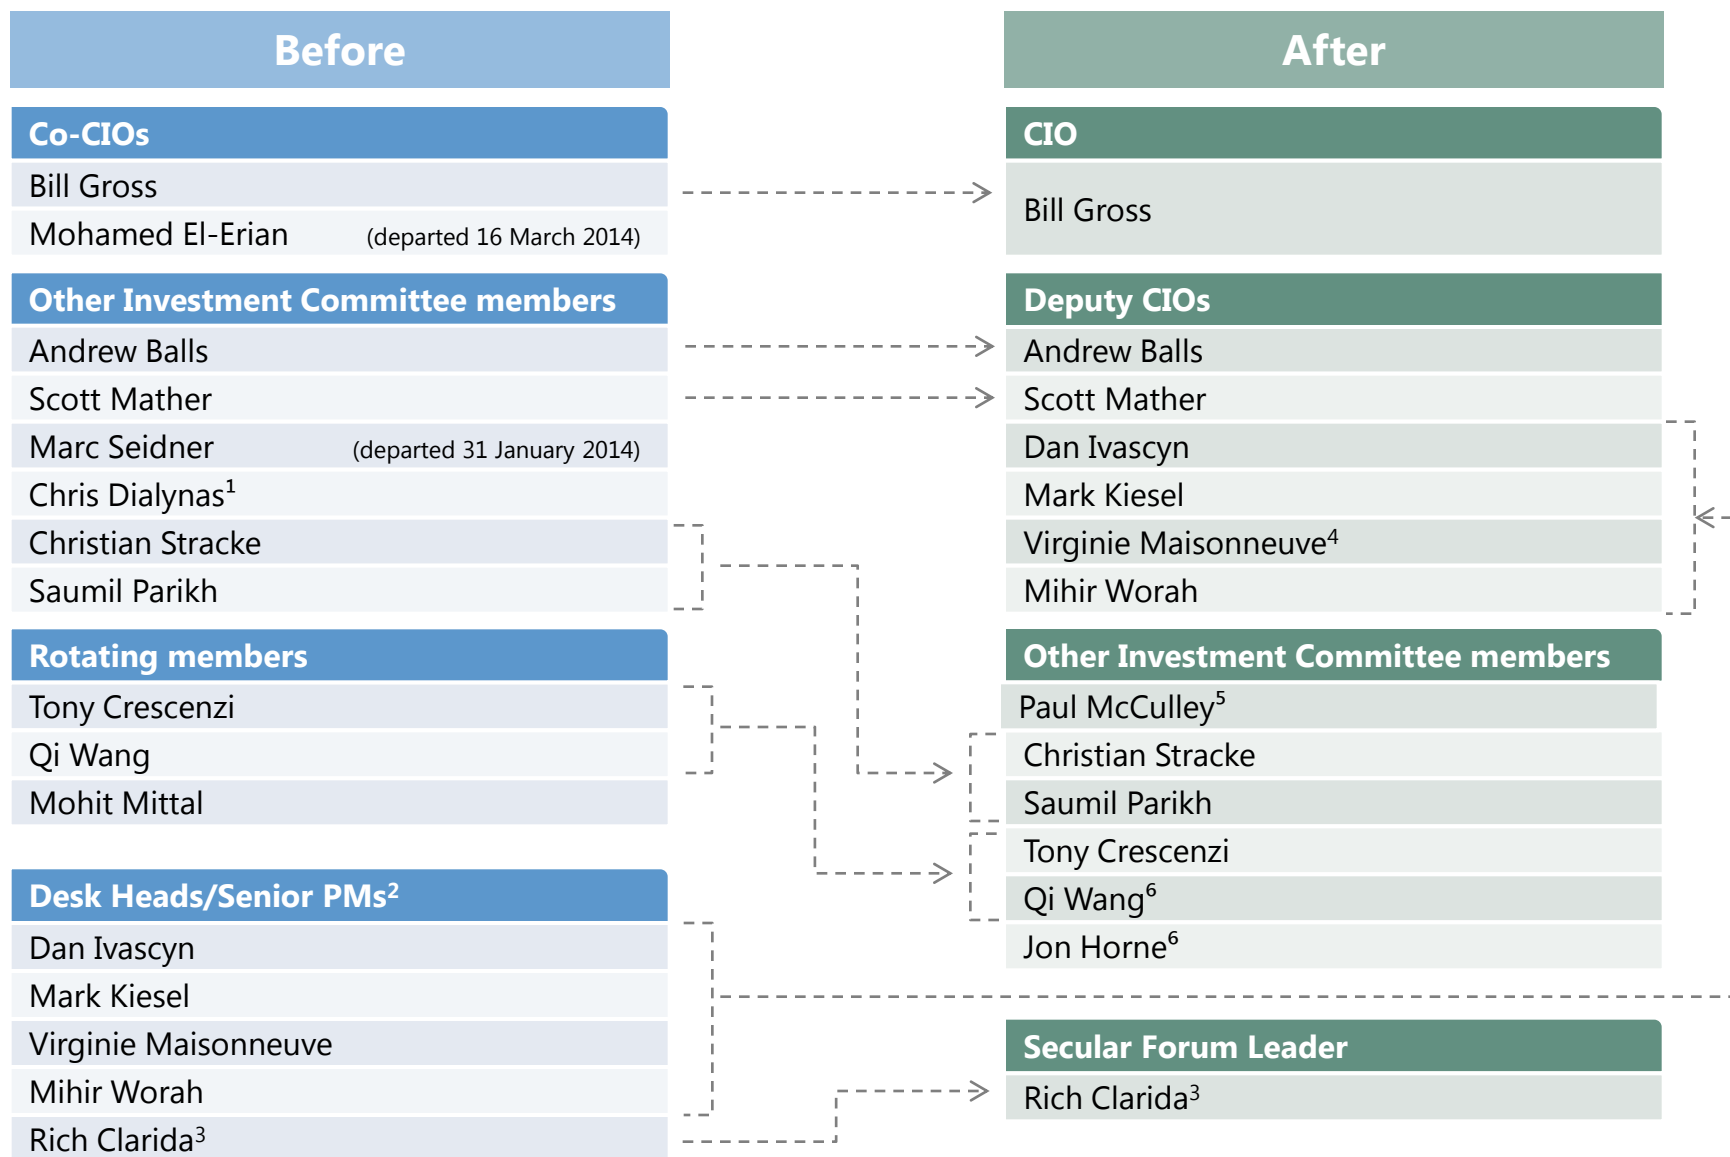 Before
Co-CIOs
Bill Gross
Mohamed El-Erian (departed 16 March 2014)
Other Investment Committee members
Andrew Balls
Scott Mather
Marc Seidner (departed 31 January 2014)
Chris Dialynas¹
Christian Stracke
Saumil Parikh
Rotating members
Tony Crescenzi
Qi Wang
Mohit Mittal
Desk Heads/Senior PMs²
Dan Ivascyn
Mark Kiesel
Virginie Maisonneuve
Mihir Worah
Rich Clarida³
After
CIO
Bill Gross
Deputy CIOs
Andrew Balls
Scott Mather
Dan Ivascyn
Mark Kiesel
Virginie Maisonneuve⁴
Mihir Worah
Other Investment Committee members
Paul McCulley⁵
Christian Stracke
Saumil Parikh
Tony Crescenzi
Qi Wang⁶
Jon Horne⁶
Secular Forum Leader
Rich Clarida³